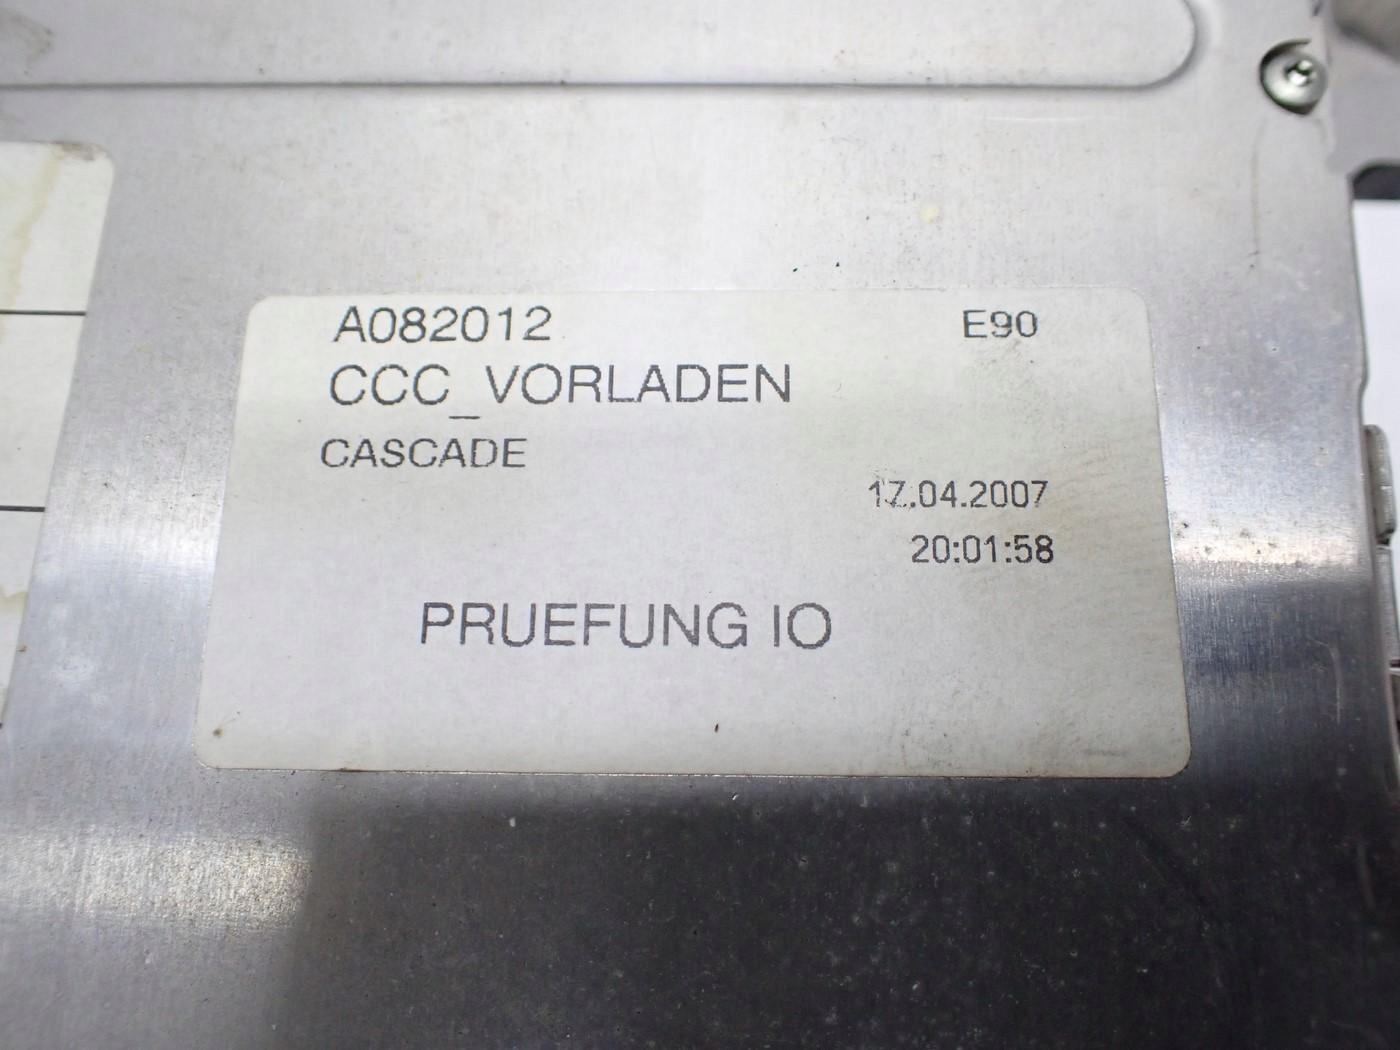 A082012 E90
CCC_VORLADEN
CASCADE
17.04.2007
20:01:58
PRUEFUNG IO